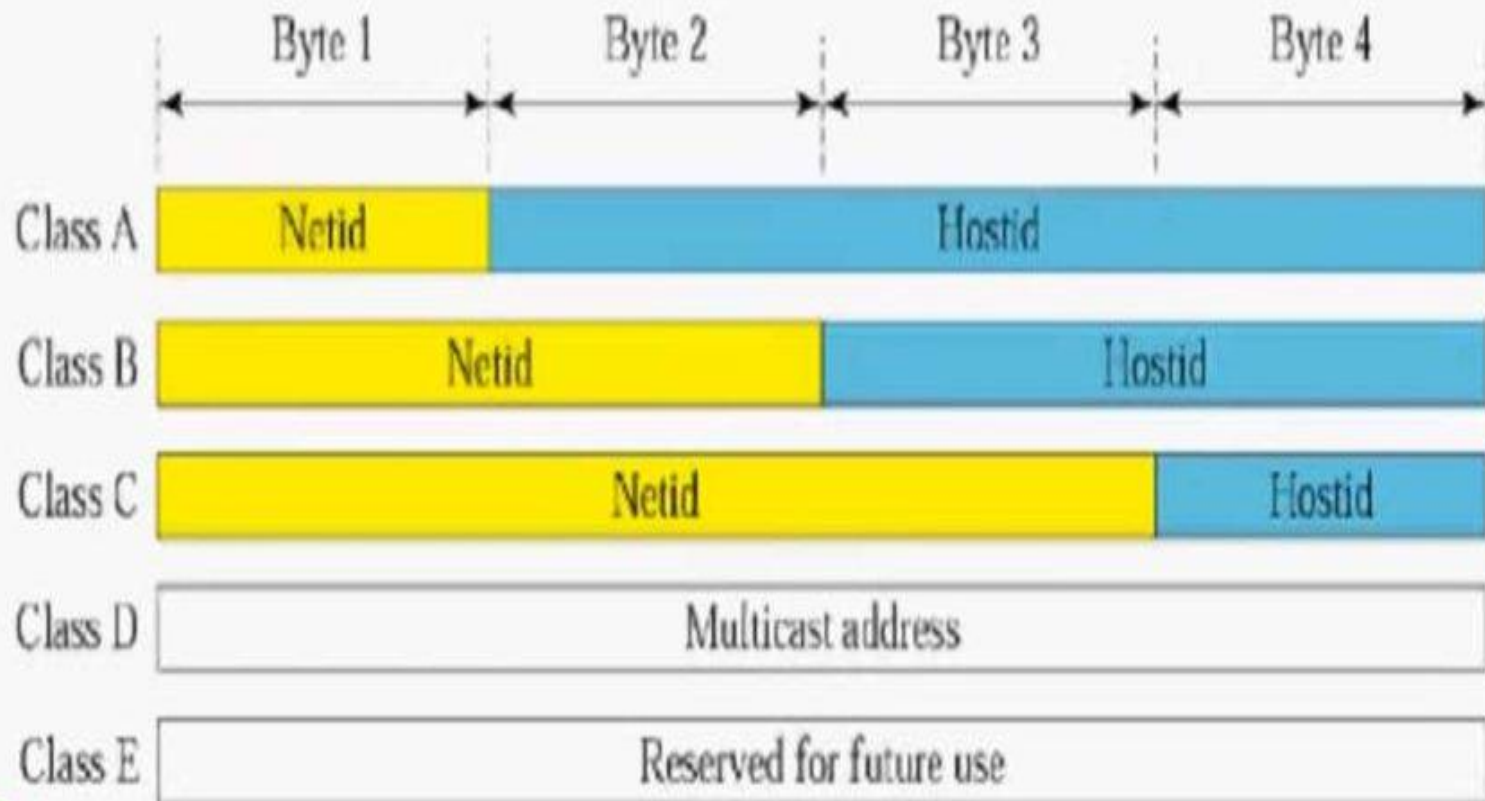 Byte 1 Byte 2 Byte 3 Byte 4
Class A Netid Hostid
Class B Netid Hostid
Class C Netid Hostid
Class D Multicast address
Class E Reserved for future use